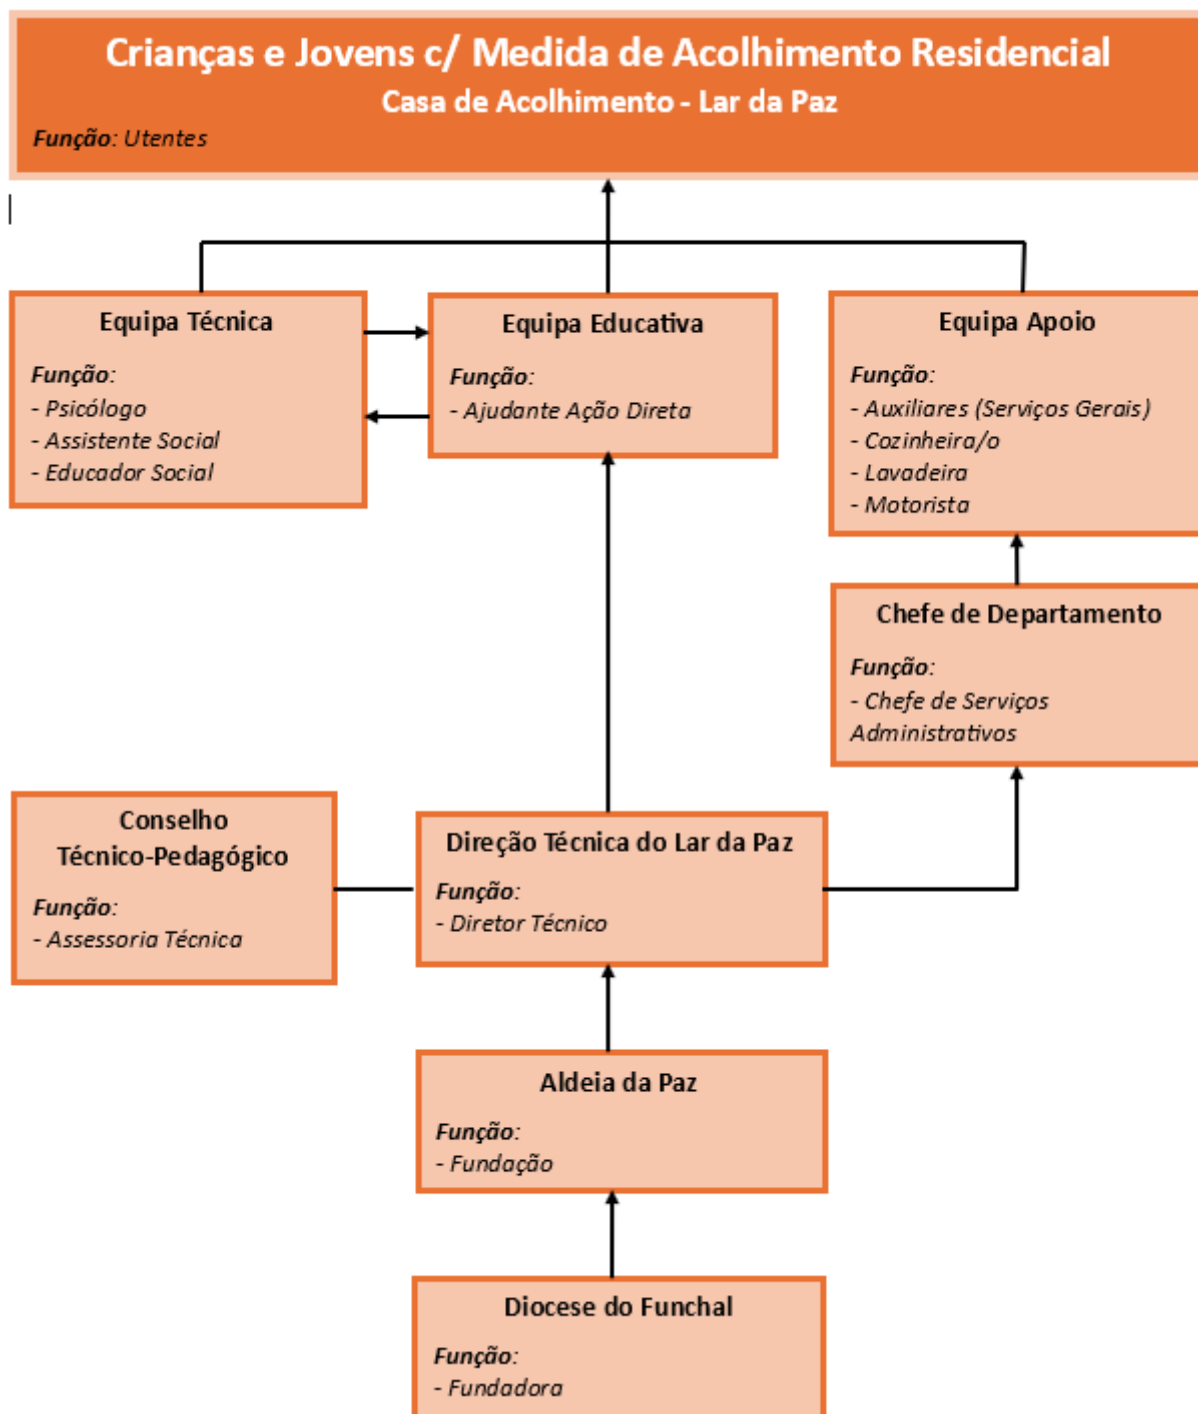 Crianças e Jovens c/ Medida de Acolhimento Residencial
Casa de Acolhimento - Lar da Paz
Função: Utentes
Equipa Técnica
Função:
- Psicólogo
- Assistente Social
- Educador Social
Equipa Educativa
Função:
- Ajudante Ação Direta
Equipa Apoio
Função:
- Auxiliares (Serviços Gerais)
- Cozinheira/o
- Lavadeira
- Motorista
Chefe de Departamento
Função:
- Chefe de Serviços
Administrativos
Conselho
Técnico-Pedagógico
Função:
- Assessoria Técnica
Direção Técnica do Lar da Paz
Função:
- Diretor Técnico
Aldeia da Paz
Função:
- Fundação
Diocese do Funchal
Função:
- Fundadora